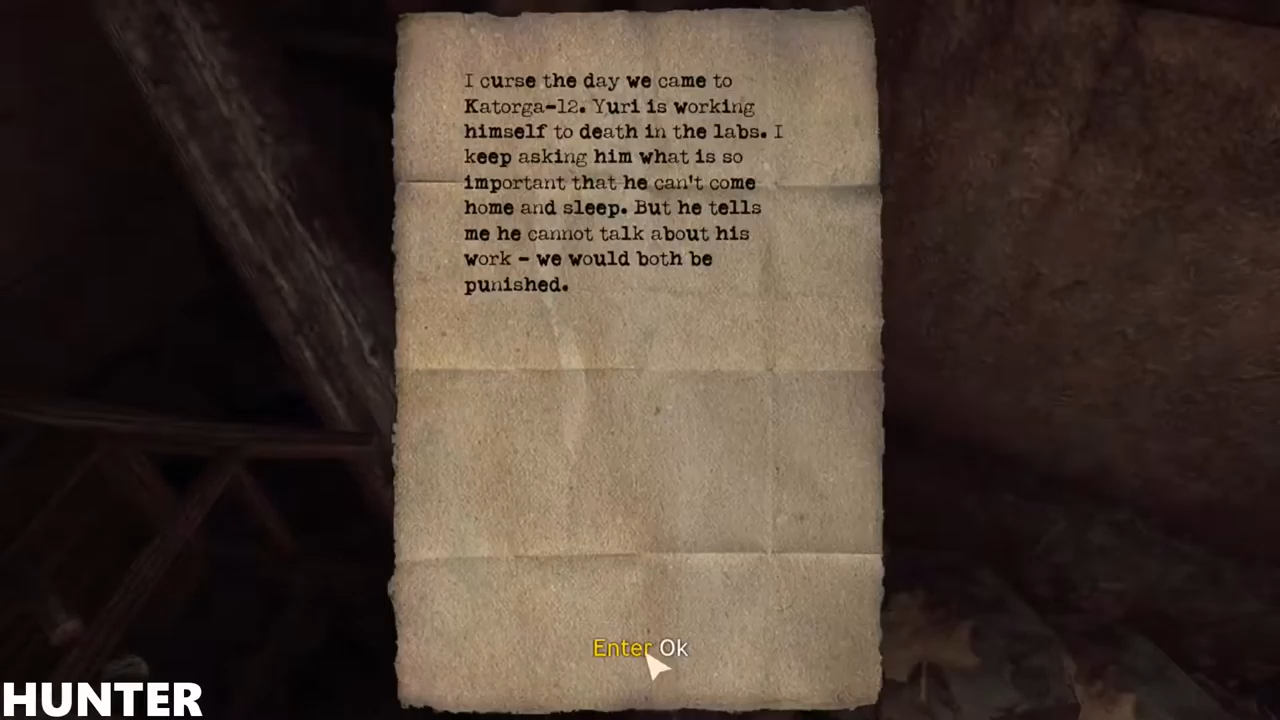 I curse the day we came to
Katorga-12. Yuri is working
himself to death in the labs. I
keep asking him what is so
important that he can't come
home and sleep. But he tells
me he cannot talk about his
work - we would both be
punished.
Enter Ok
HUNTER